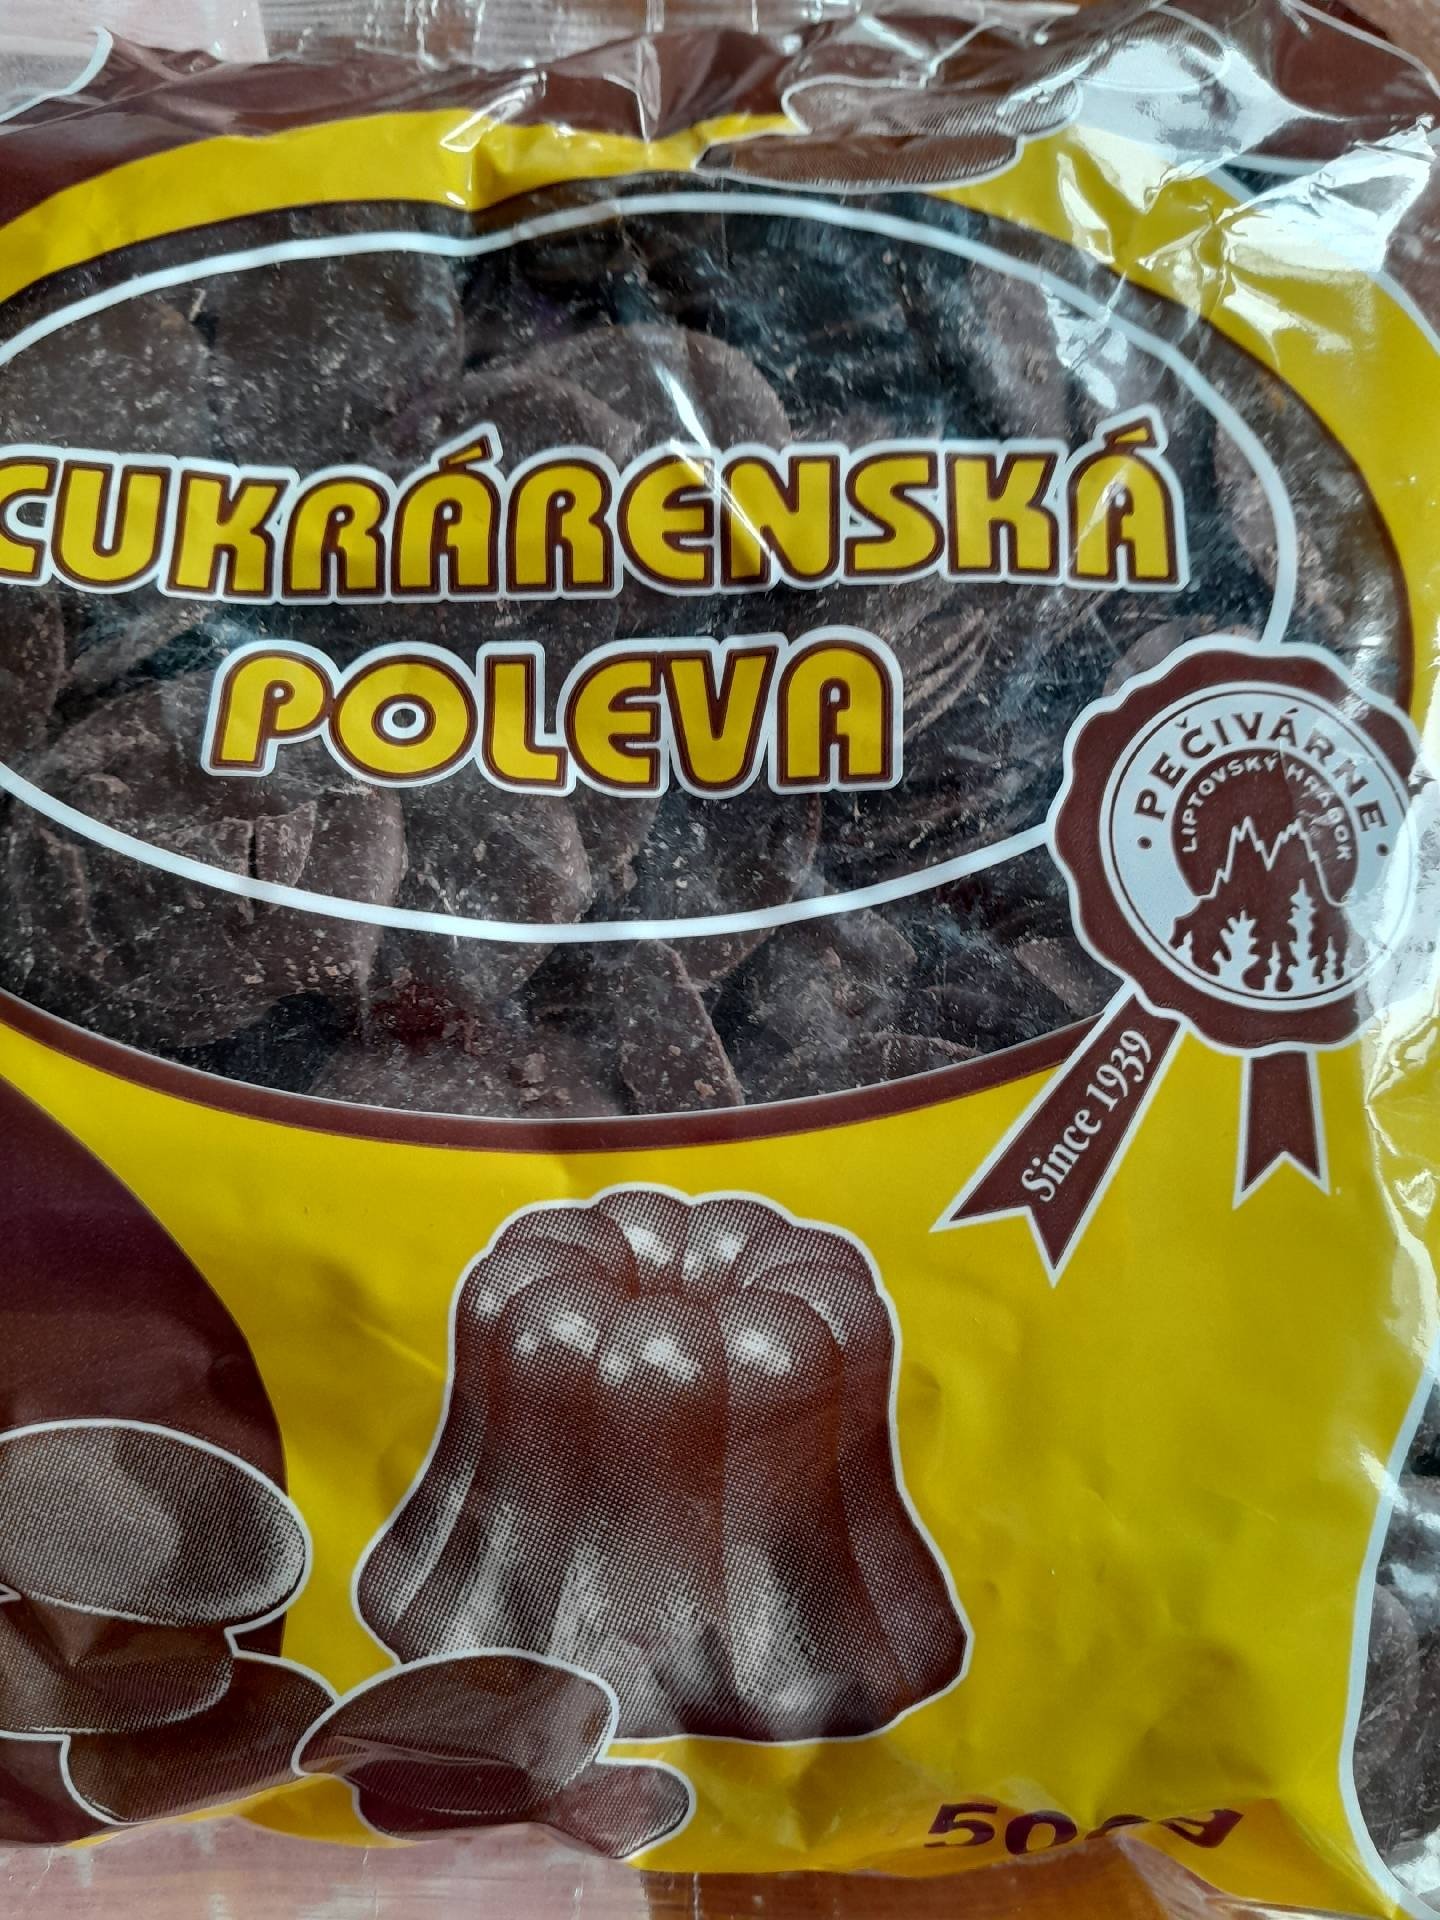 CUKRÁRENSKÁ
POLEVA
PEČIVÁRNE
LIPTOVSKÝ HRÁDOK
Since 1939